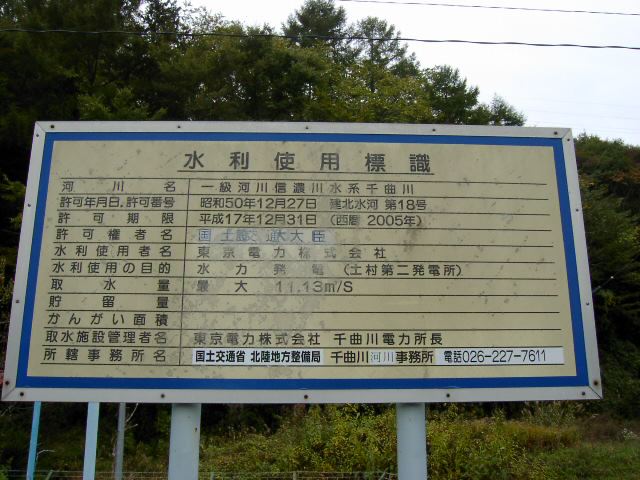 水利使用標識
河川名 一級河川信濃川水系千曲川
許可年月日,許可番号 昭和50年12月27日 建北水河 第18号
許可期限 平成17年12月31日 (西暦 2005年)
許可権者名 国土交通大臣
水利使用者名 東京電力株式会社
水利使用の目的 水力発電 (土村第二発電所)
取水量 最大 11.13m/S
貯留量
かんがい面積
取水施設管理者名 東京電力株式会社 千曲川電力所長
所轄事務所名 国土交通省 北陸地方整備局 千曲川河川事務所 電話026-227-7611